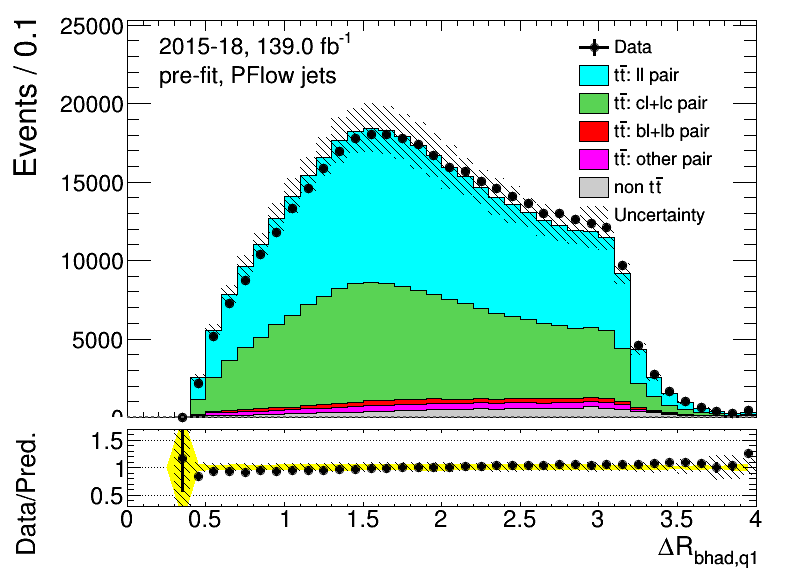 25000
20000
15000
10000
5000
0
Events / 0.1
2015-18, 139.0 fb⁻¹
pre-fit, PFlow jets
Data
tt̄: ll pair
tt̄: cl+lc pair
tt̄: bl+lb pair
tt̄: other pair
non tt̄
Uncertainty
1.5
1
0.5
Data/Pred.
0 0.5 1 1.5 2 2.5 3 3.5 4
ΔR_bhad,q1